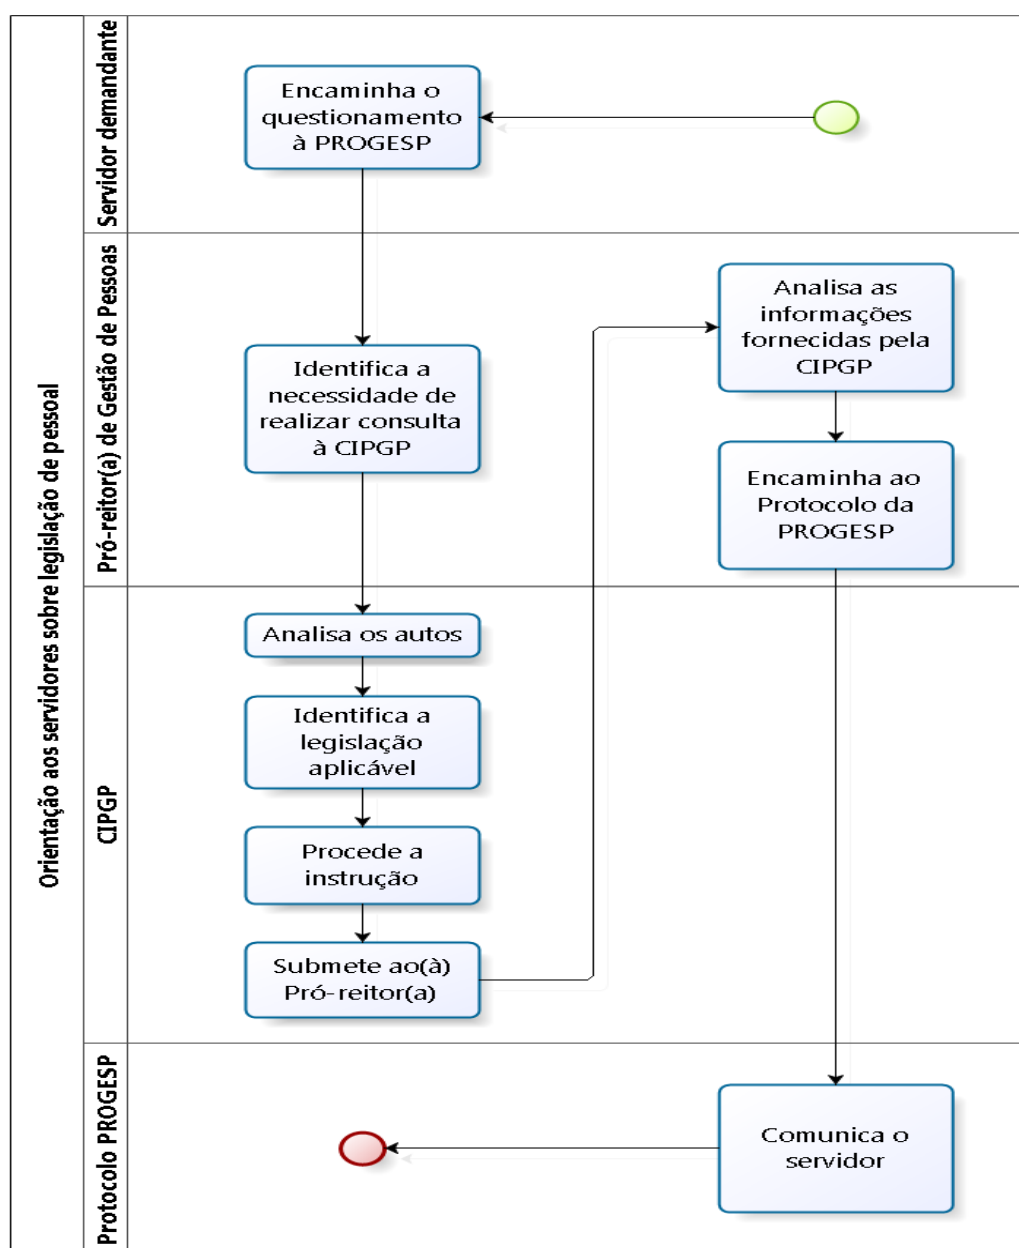 Orientação aos servidores sobre legislação de pessoal
Servidor demandante
Encaminha o
questionamento
à PROGESP
Pró-reitor(a) de Gestão de Pessoas
Identifica a
necessidade de
realizar consulta
à CIPGP
Analisa as
informações
fornecidas pela
CIPGP
Encaminha ao
Protocolo da
PROGESP
CIPGP
Analisa os autos
Identifica a
legislação
aplicável
Procede a
instrução
Submete ao(à)
Pró-reitor(a)
Protocolo PROGESP
Comunica o
servidor